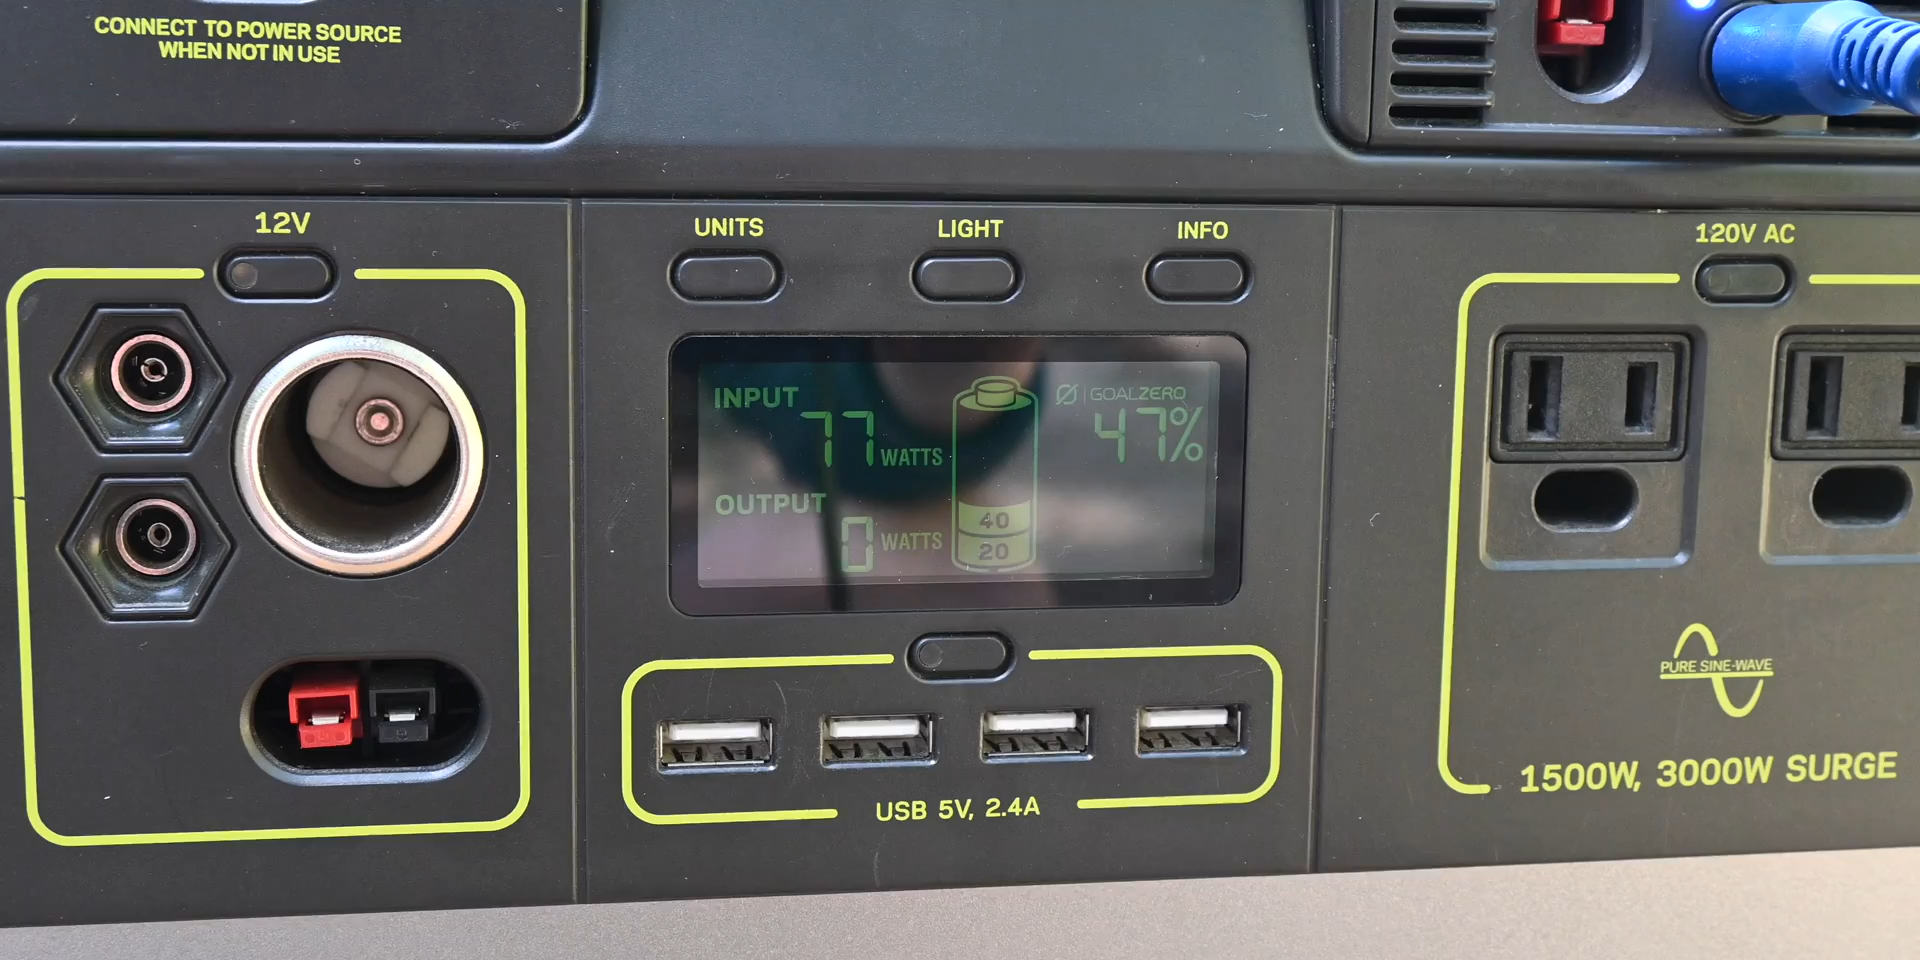 CONNECT TO POWER SOURCE
WHEN NOT IN USE
12V
UNITS
LIGHT
INFO
120V AC
INPUT
77 WATTS
GOALZERO
47%
OUTPUT
0 WATTS
40
20
PURE SINE-WAVE
1500W, 3000W SURGE
USB 5V, 2.4A